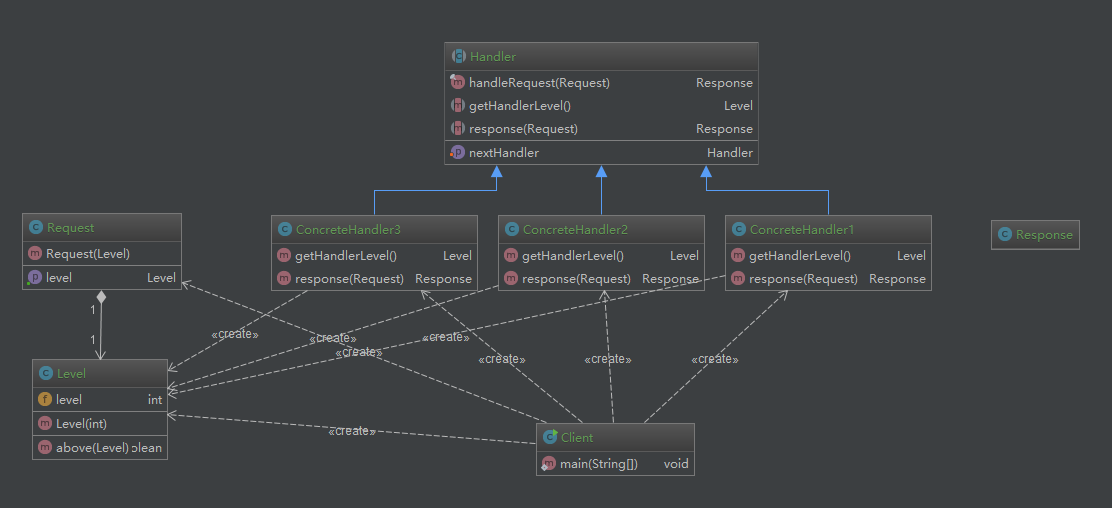 Handler
handleRequest(Request) Response
getHandlerLevel() Level
response(Request) Response
nextHandler Handler
Request
Request(Level)
level Level
ConcreteHandler3
getHandlerLevel() Level
response(Request) Response
ConcreteHandler2
getHandlerLevel() Level
response(Request) Response
ConcreteHandler1
getHandlerLevel() Level
response(Request) Response
Response
1
1
«create»
«create»
«create»
«create»
«create»
«create»
«create»
Level
level int
Level(int)
above(Level) olean
«create»
Client
main(String[]) void